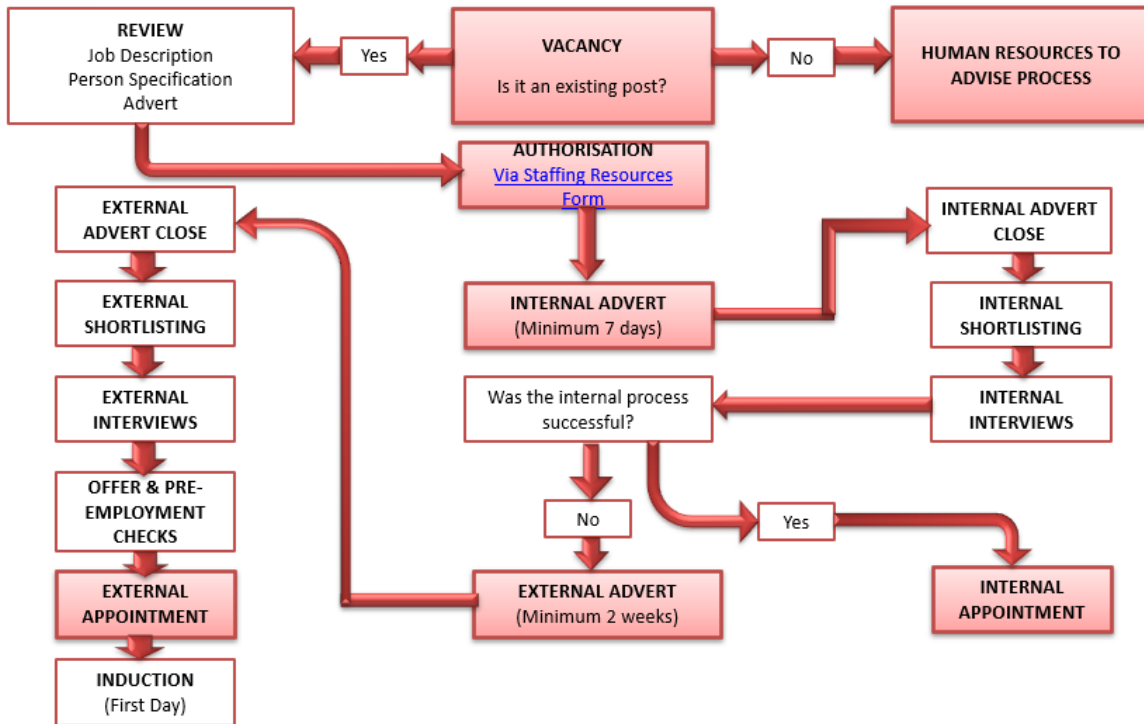 REVIEW
Job Description
Person Specification
Advert
Yes
VACANCY
Is it an existing post?
No
HUMAN RESOURCES TO
ADVISE PROCESS
AUTHORISATION
Via Staffing Resources
Form
INTERNAL ADVERT
(Minimum 7 days)
INTERNAL ADVERT
CLOSE
INTERNAL
SHORTLISTING
INTERNAL
INTERVIEWS
Was the internal process
successful?
No
Yes
INTERNAL
APPOINTMENT
EXTERNAL ADVERT
(Minimum 2 weeks)
EXTERNAL
ADVERT CLOSE
EXTERNAL
SHORTLISTING
EXTERNAL
INTERVIEWS
OFFER & PRE-
EMPLOYMENT
CHECKS
EXTERNAL
APPOINTMENT
INDUCTION
(First Day)